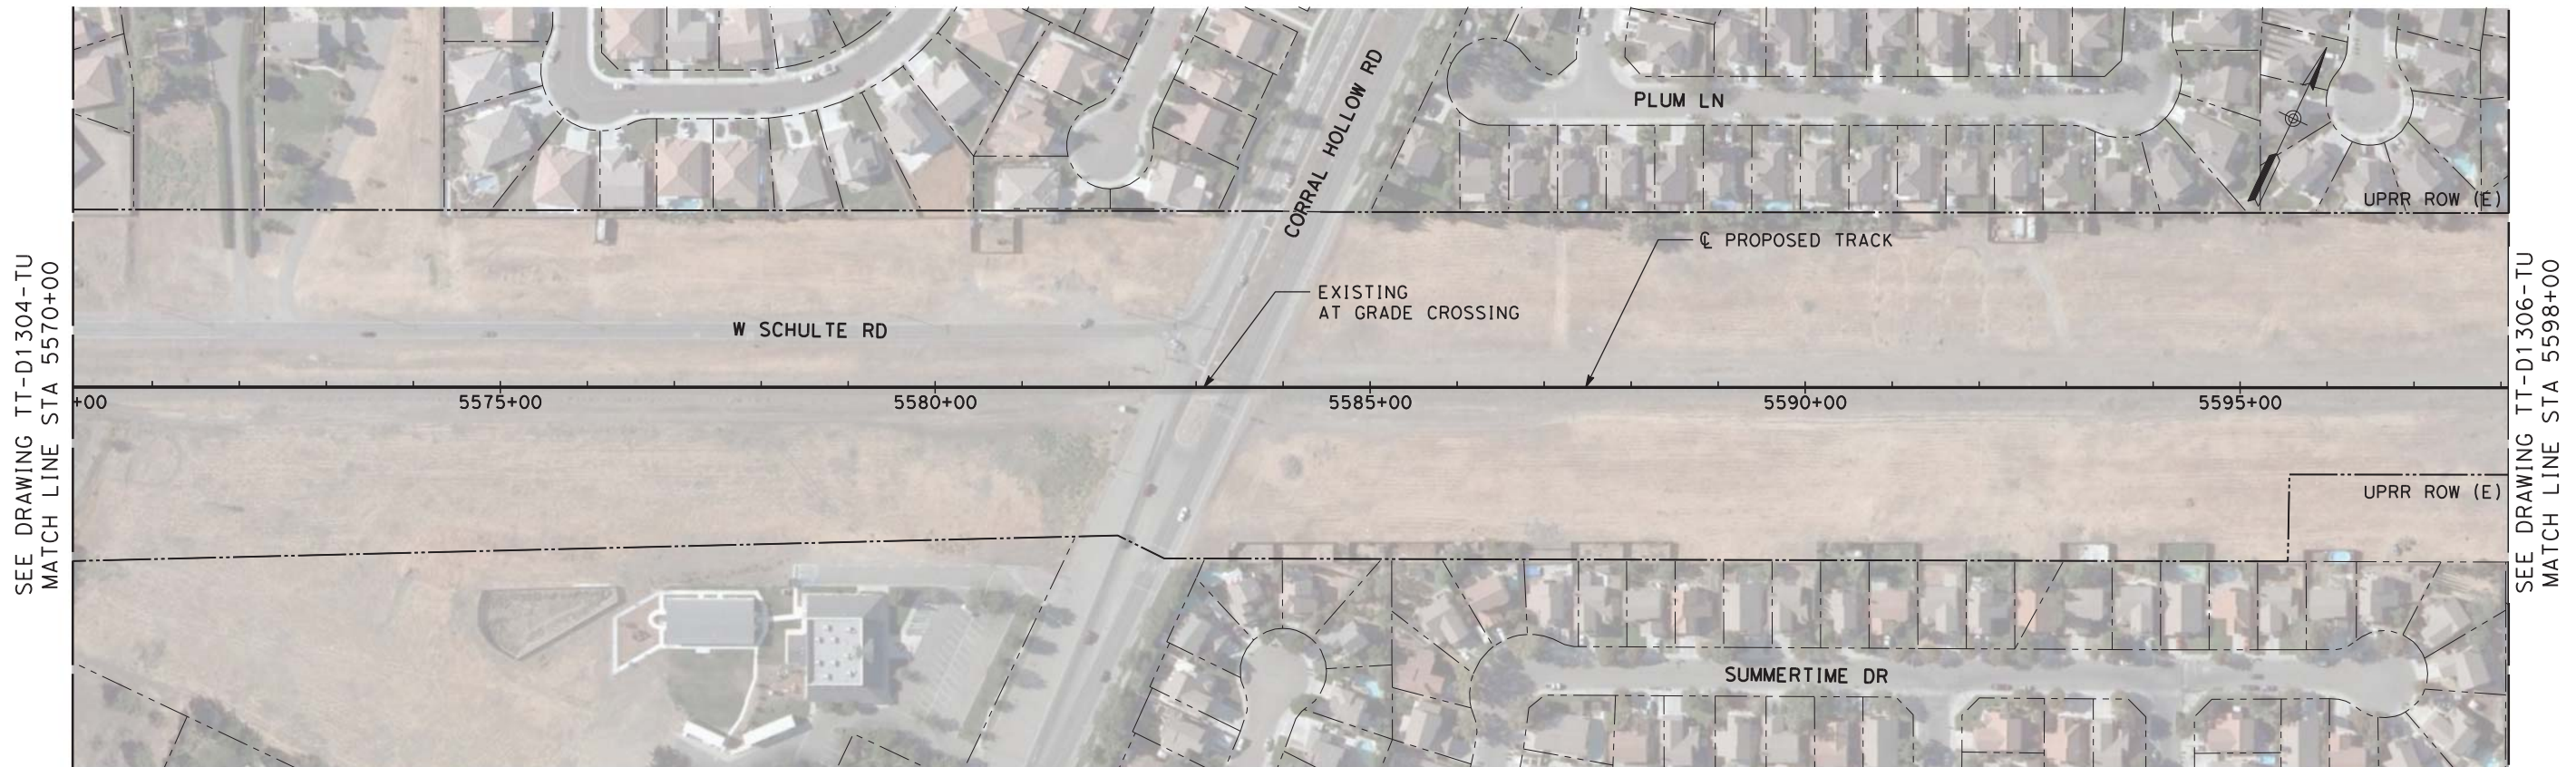 SEE DRAWING TT-D1304-TU
MATCH LINE STA 5570+00
CORRAL HOLLOW RD
PLUM LN
UPRR ROW (E)
℄ PROPOSED TRACK
EXISTING
AT GRADE CROSSING
W SCHULTE RD
+00
5575+00
5580+00
5585+00
5590+00
5595+00
UPRR ROW (E)
SUMMERTIME DR
SEE DRAWING TT-D1306-TU
MATCH LINE STA 5598+00